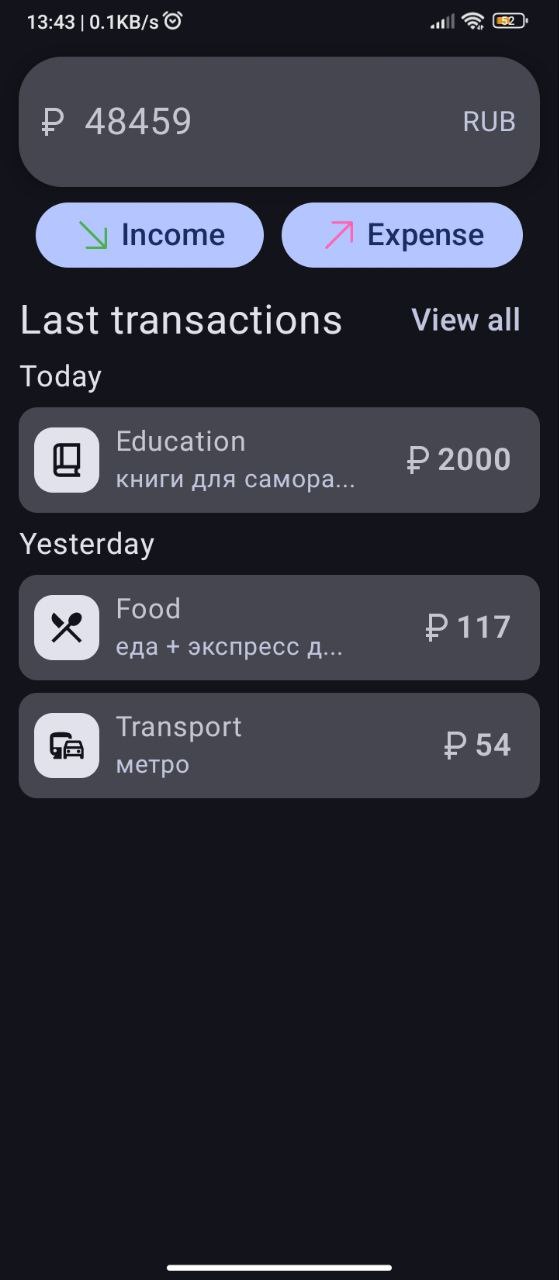 13:43 | 0.1KB/s
52
₽ 48459 RUB
Income
Expense
Last transactions
View all
Today
Education
книги для самора...
₽ 2000
Yesterday
Food
еда + экспресс д...
₽ 117
Transport
метро
₽ 54